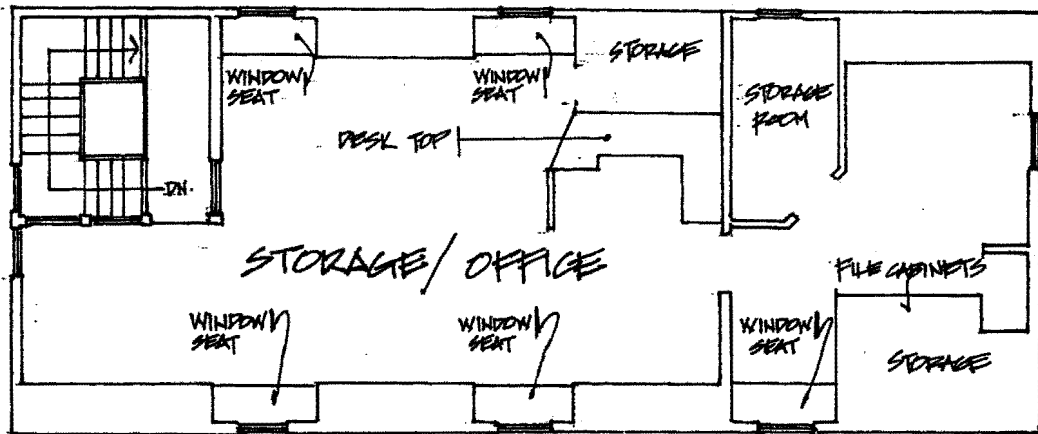 STORAGE
WINDOW
SEAT
WINDOW
SEAT
STORAGE
ROOM
DESK TOP
DN.
STORAGE/ OFFICE
FILE CABINETS
WINDOW
SEAT
WINDOW
SEAT
WINDOW
SEAT
STORAGE